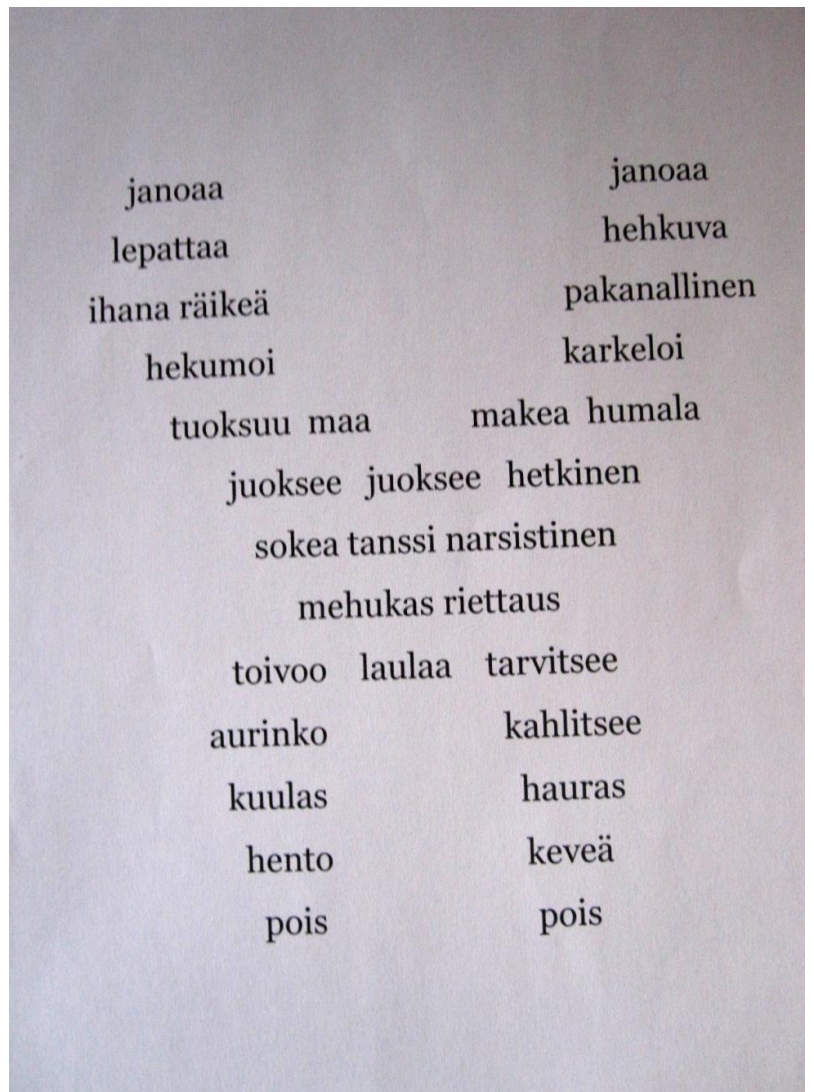 janoaa janoaa
lepattaa hehkuva
ihana räikeä pakanallinen
hekumoi karkeloi
tuoksuu maa makea humala
juoksee juoksee hetkinen
sokea tanssi narsistinen
mehukas riettaus
toivoo laulaa tarvitsee
aurinko kahlitsee
kuulas hauras
hento keveä
pois pois